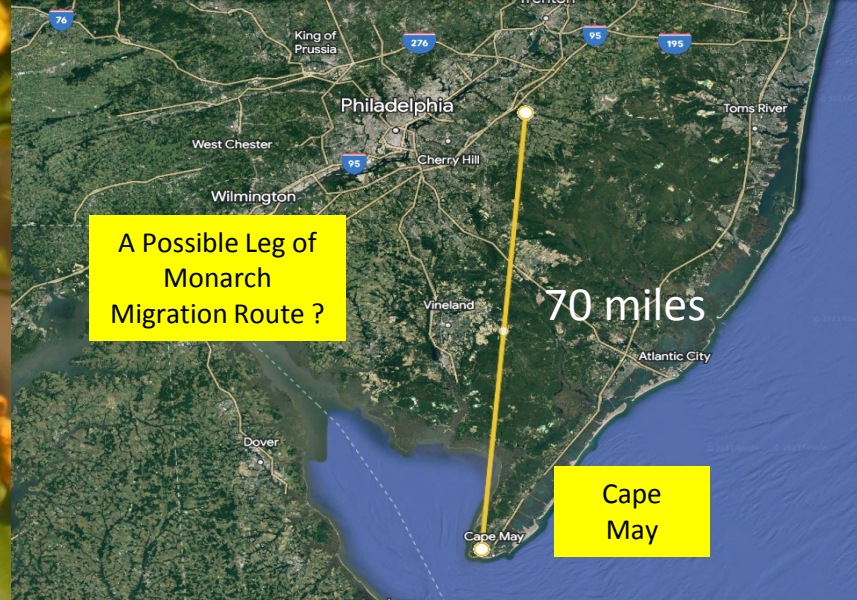 Trenton
76
King of
Prussia
276
95
195
Philadelphia
Toms River
West Chester
95
Cherry Hill
Wilmington
A Possible Leg of
Monarch
Migration Route ?
Vineland
70 miles
Atlantic City
Dover
Cape
May
Cape May